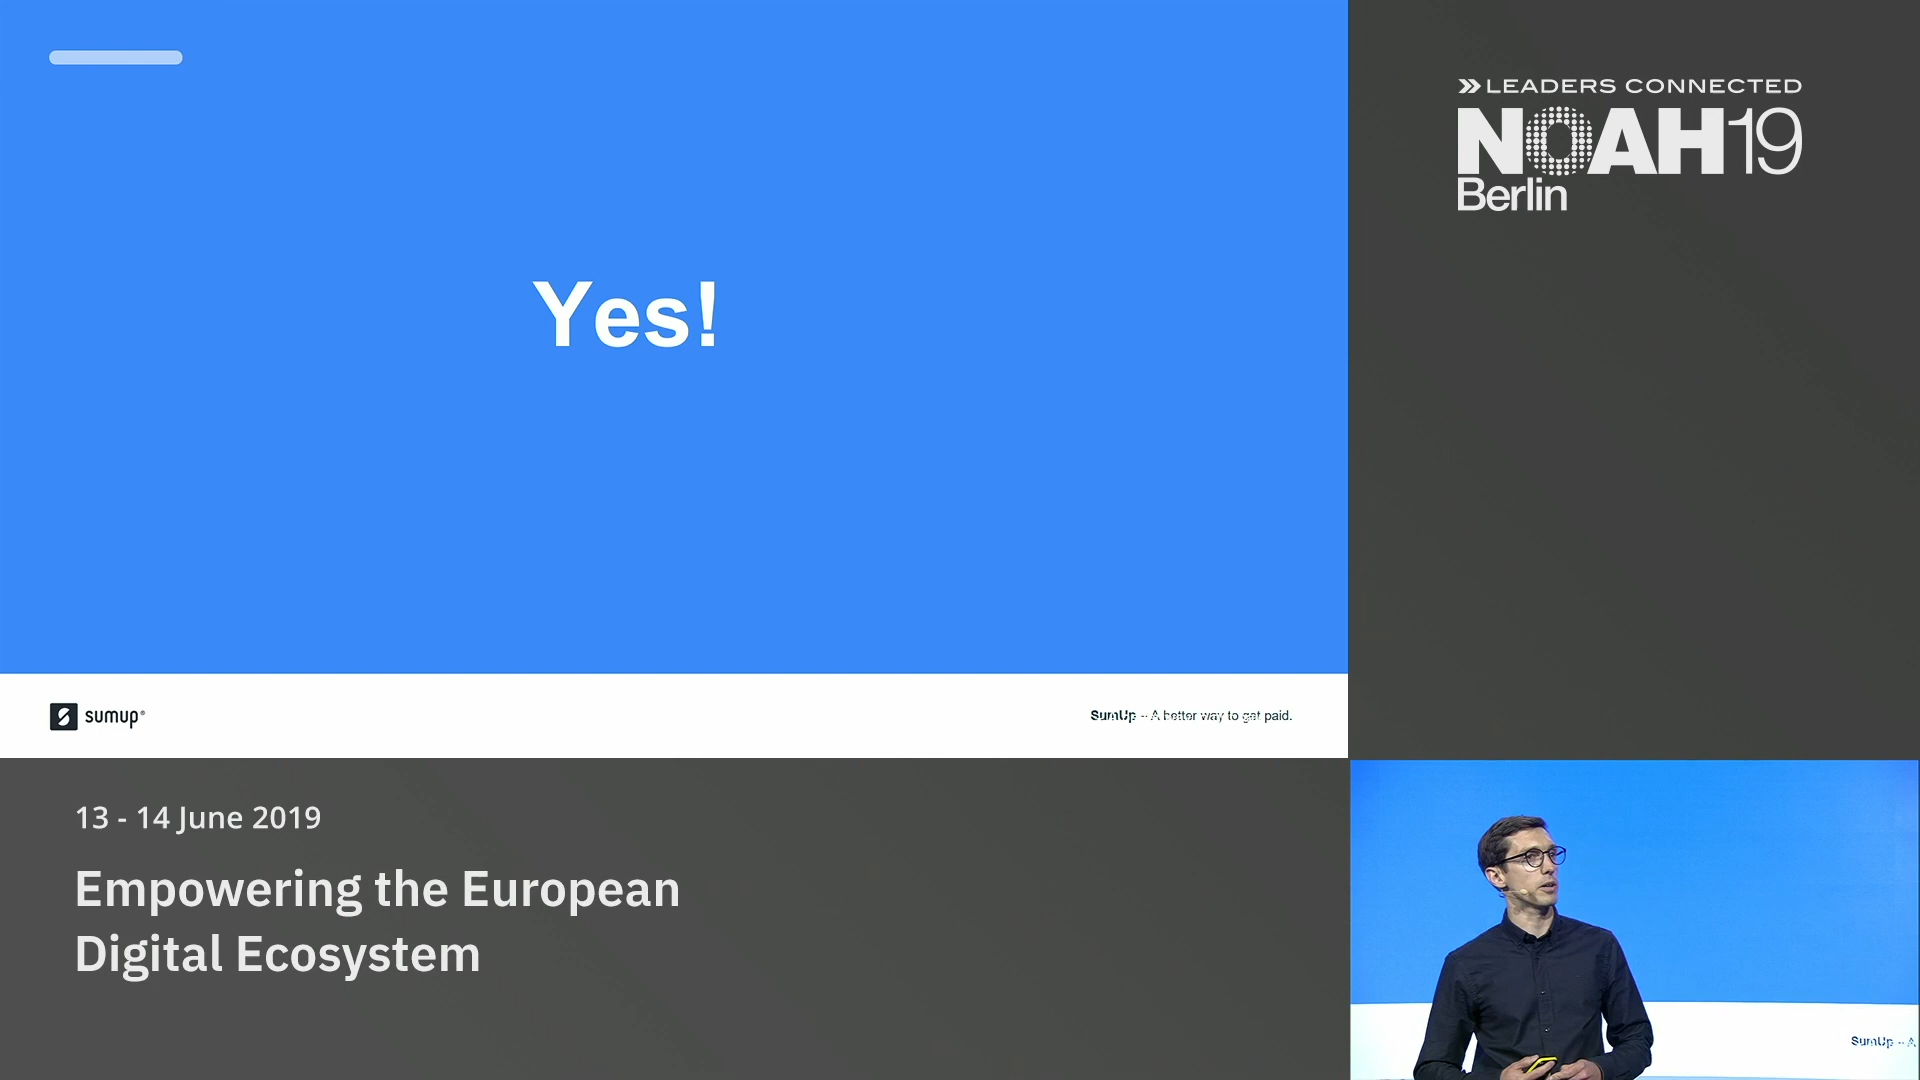 Yes!
sumup®
SumUp - A better way to get paid.
LEADERS CONNECTED
NOAH19
Berlin
13 - 14 June 2019
Empowering the European
Digital Ecosystem
SumUp - A